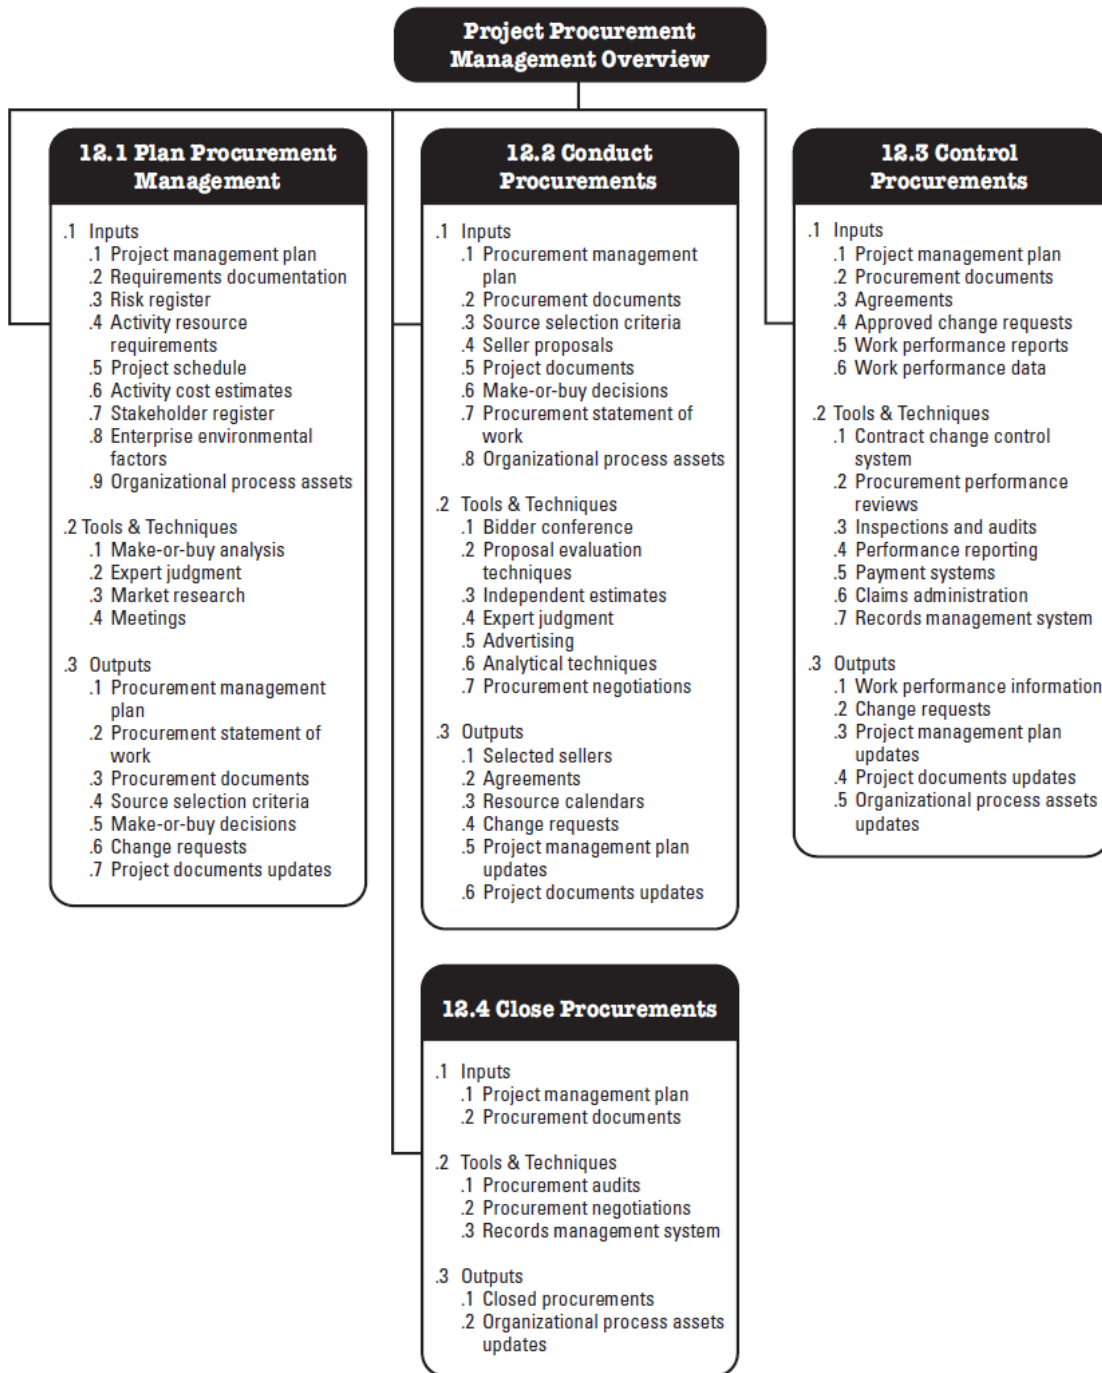 Project Procurement
Management Overview
12.1 Plan Procurement
Management
.1 Inputs
.1 Project management plan
.2 Requirements documentation
.3 Risk register
.4 Activity resource
requirements
.5 Project schedule
.6 Activity cost estimates
.7 Stakeholder register
.8 Enterprise environmental
factors
.9 Organizational process assets
.2 Tools & Techniques
.1 Make-or-buy analysis
.2 Expert judgment
.3 Market research
.4 Meetings
.3 Outputs
.1 Procurement management
plan
.2 Procurement statement of
work
.3 Procurement documents
.4 Source selection criteria
.5 Make-or-buy decisions
.6 Change requests
.7 Project documents updates
12.2 Conduct
Procurements
.1 Inputs
.1 Procurement management
plan
.2 Procurement documents
.3 Source selection criteria
.4 Seller proposals
.5 Project documents
.6 Make-or-buy decisions
.7 Procurement statement of
work
.8 Organizational process assets
.2 Tools & Techniques
.1 Bidder conference
.2 Proposal evaluation
techniques
.3 Independent estimates
.4 Expert judgment
.5 Advertising
.6 Analytical techniques
.7 Procurement negotiations
.3 Outputs
.1 Selected sellers
.2 Agreements
.3 Resource calendars
.4 Change requests
.5 Project management plan
updates
.6 Project documents updates
12.3 Control
Procurements
.1 Inputs
.1 Project management plan
.2 Procurement documents
.3 Agreements
.4 Approved change requests
.5 Work performance reports
.6 Work performance data
.2 Tools & Techniques
.1 Contract change control
system
.2 Procurement performance
reviews
.3 Inspections and audits
.4 Performance reporting
.5 Payment systems
.6 Claims administration
.7 Records management system
.3 Outputs
.1 Work performance information
.2 Change requests
.3 Project management plan
updates
.4 Project documents updates
.5 Organizational process assets
updates
12.4 Close Procurements
.1 Inputs
.1 Project management plan
.2 Procurement documents
.2 Tools & Techniques
.1 Procurement audits
.2 Procurement negotiations
.3 Records management system
.3 Outputs
.1 Closed procurements
.2 Organizational process assets
updates